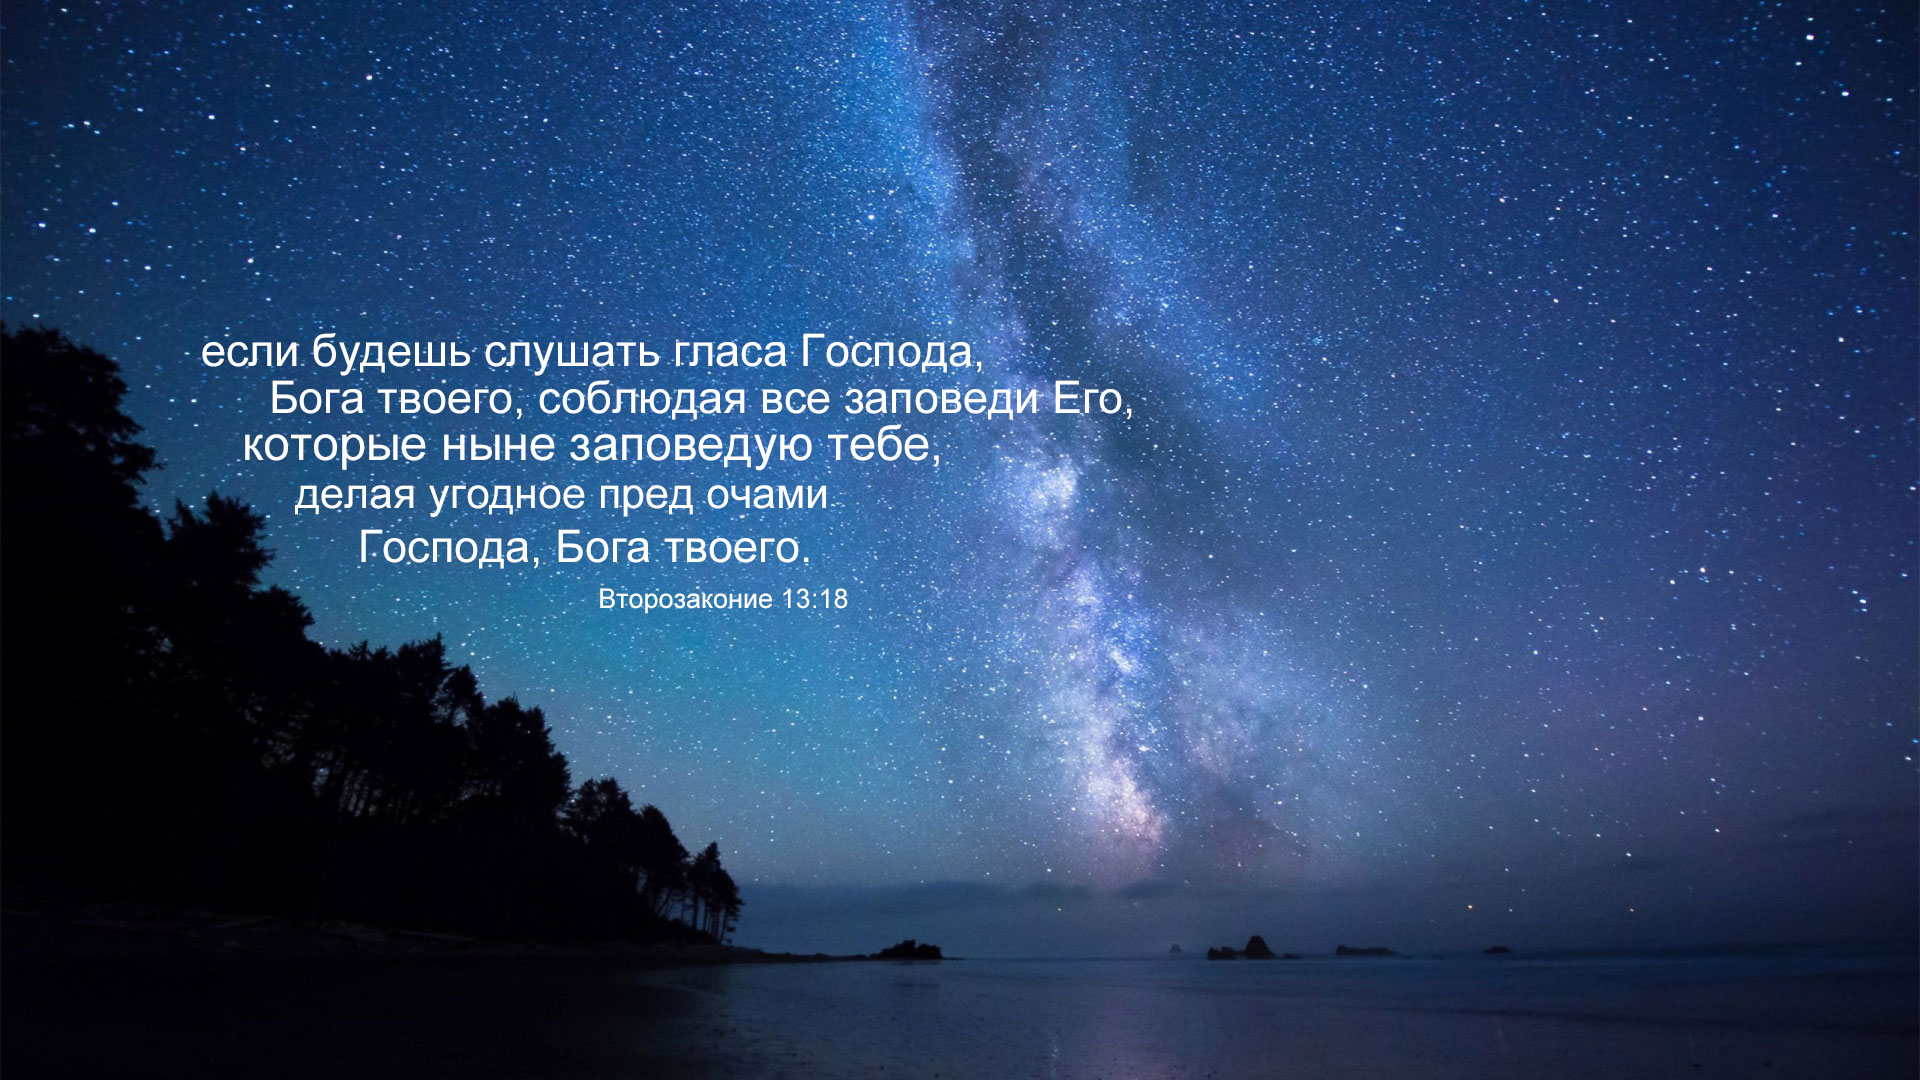 если будешь слушать гласа Господа,
Бога твоего, соблюдая все заповеди Его,
которые ныне заповедую тебе,
делая угодное пред очами
Господа, Бога твоего.
Второзаконие 13:18